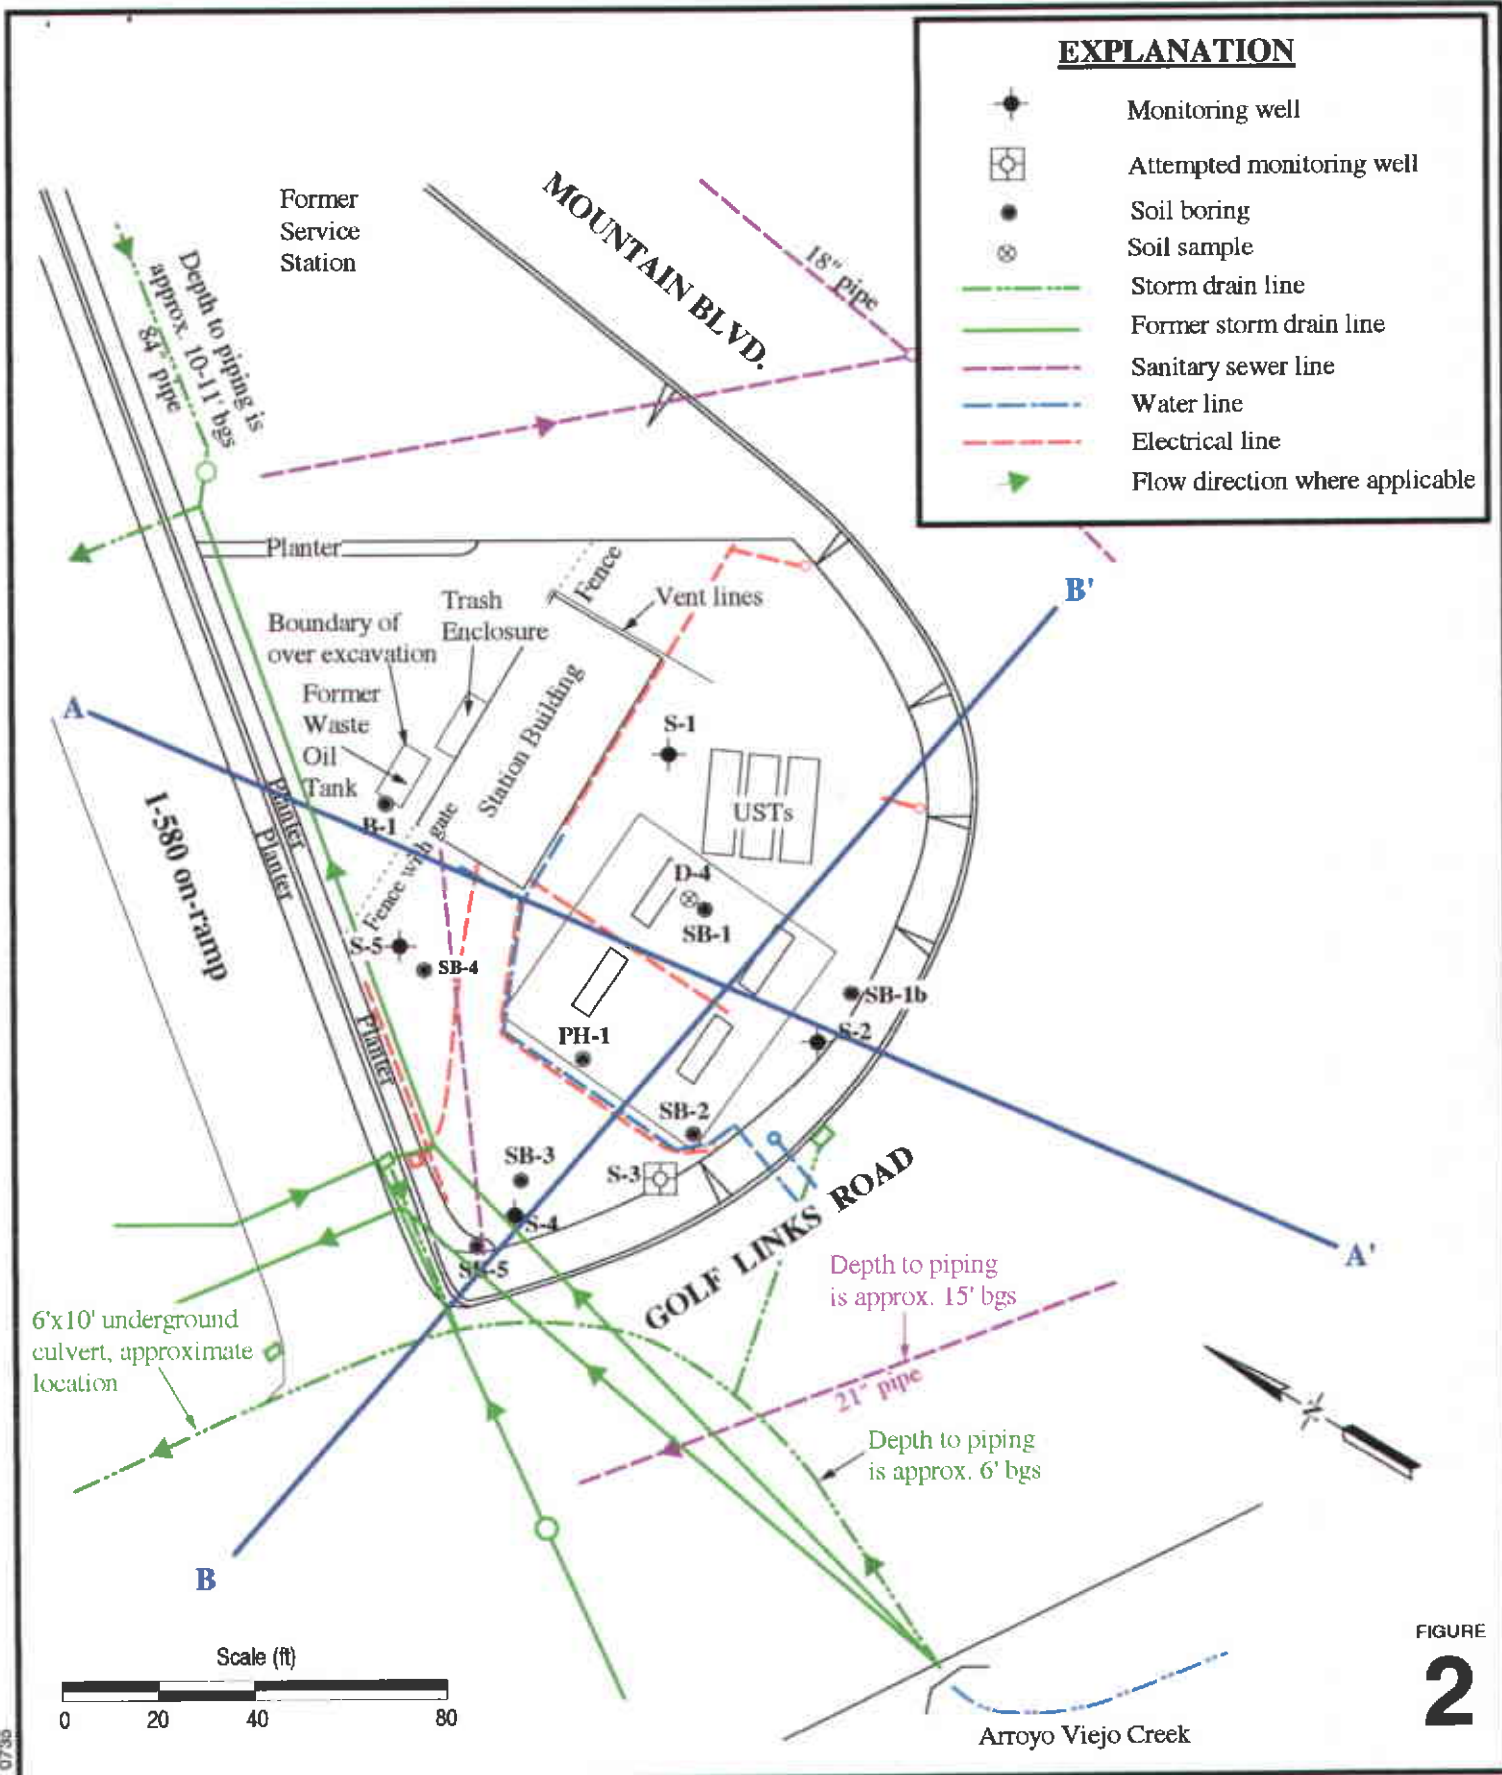 EXPLANATION
Monitoring well
Attempted monitoring well
Soil boring
Soil sample
Storm drain line
Former storm drain line
Sanitary sewer line
Water line
Electrical line
Flow direction where applicable
Former
Service
Station
MOUNTAIN BLVD.
18" pipe
Depth to piping is
approx. 10-11' bgs
84" pipe
Planter
Fence
Vent lines
Trash
Enclosure
Boundary of
over excavation
Former
Waste
Oil
Tank
Station Building
B'
A
S-1
USTs
B-1
Fence with gate
Planter
Planter
I-580 on-ramp
D-4
SB-1
S-5
SB-4
SB-1b
S-2
PH-1
Planter
SB-2
SB-3
S-3
S-4
SB-5
GOLF LINKS ROAD
A'
Depth to piping
is approx. 15' bgs
21" pipe
6'x10' underground
culvert, approximate
location
Depth to piping
is approx. 6' bgs
N
B
Scale (ft)
0 20 40 80
Arroyo Viejo Creek
FIGURE
2